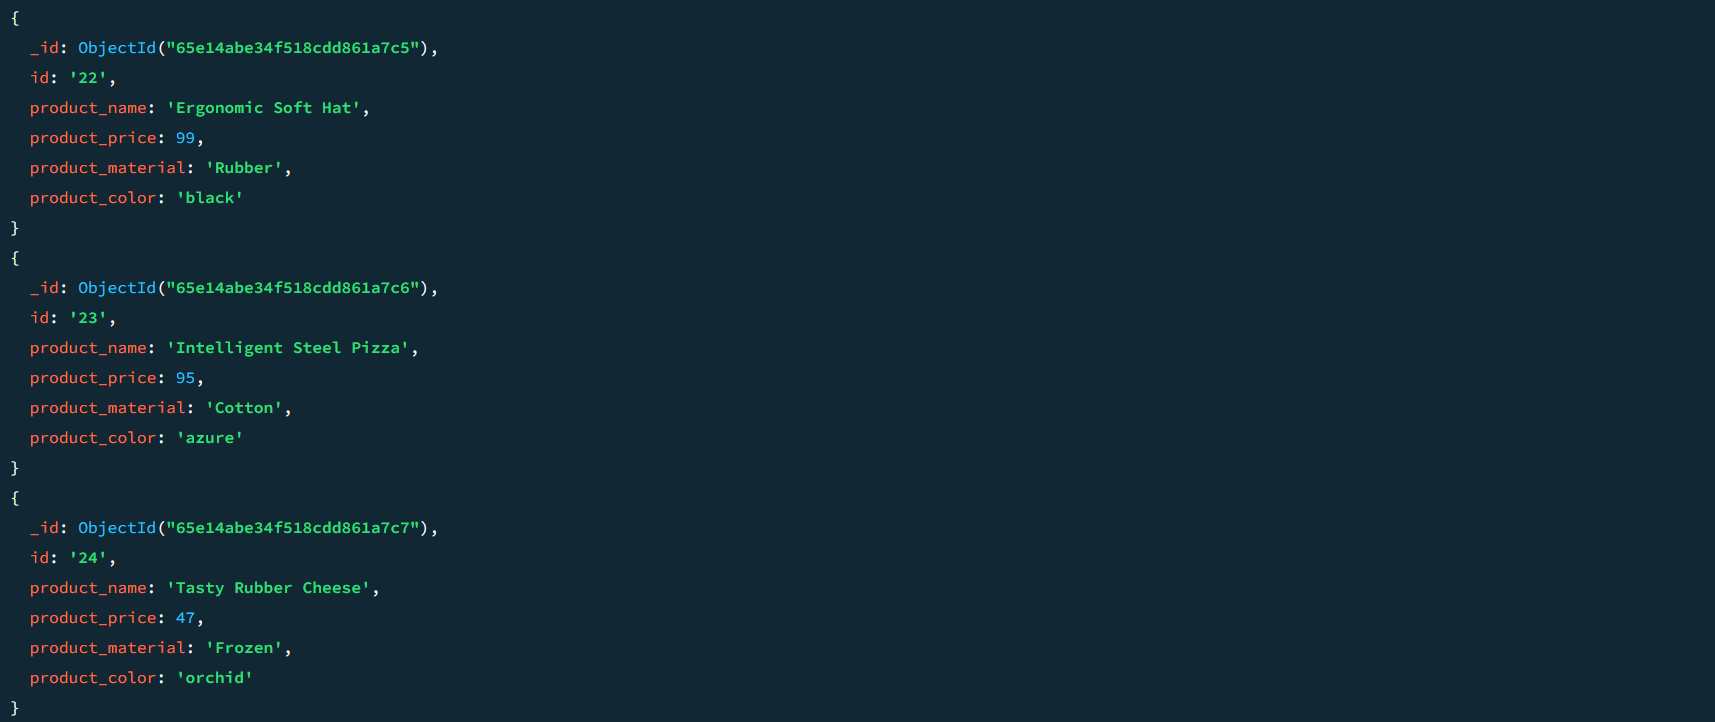 {
_id: ObjectId("65e14abe34f518cdd861a7c5"),
id: '22',
product_name: 'Ergonomic Soft Hat',
product_price: 99,
product_material: 'Rubber',
product_color: 'black'
}
{
_id: ObjectId("65e14abe34f518cdd861a7c6"),
id: '23',
product_name: 'Intelligent Steel Pizza',
product_price: 95,
product_material: 'Cotton',
product_color: 'azure'
}
{
_id: ObjectId("65e14abe34f518cdd861a7c7"),
id: '24',
product_name: 'Tasty Rubber Cheese',
product_price: 47,
product_material: 'Frozen',
product_color: 'orchid'
}